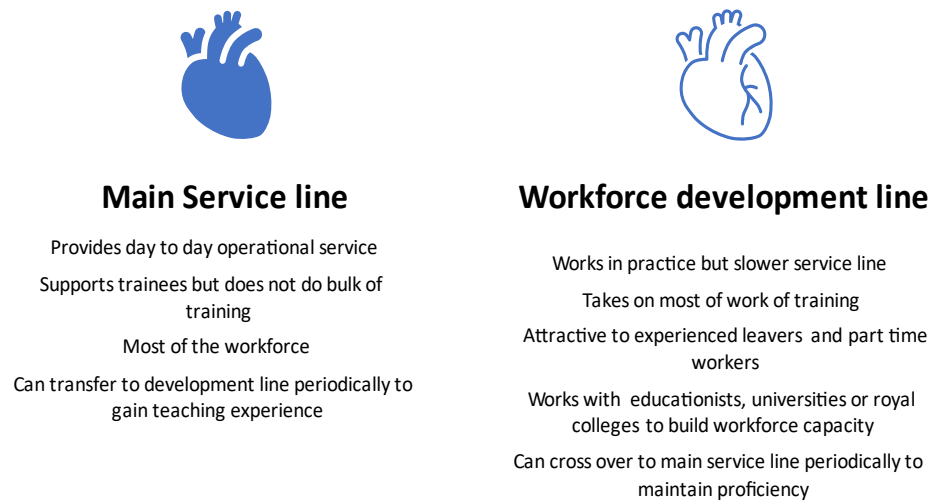 Main Service line
Provides day to day operational service
Supports trainees but does not do bulk of
training
Most of the workforce
Can transfer to development line periodically to
gain teaching experience
Workforce development line
Works in practice but slower service line
Takes on most of work of training
Attractive to experienced leavers and part time
workers
Works with educationists, universities or royal
colleges to build workforce capacity
Can cross over to main service line periodically to
maintain proficiency